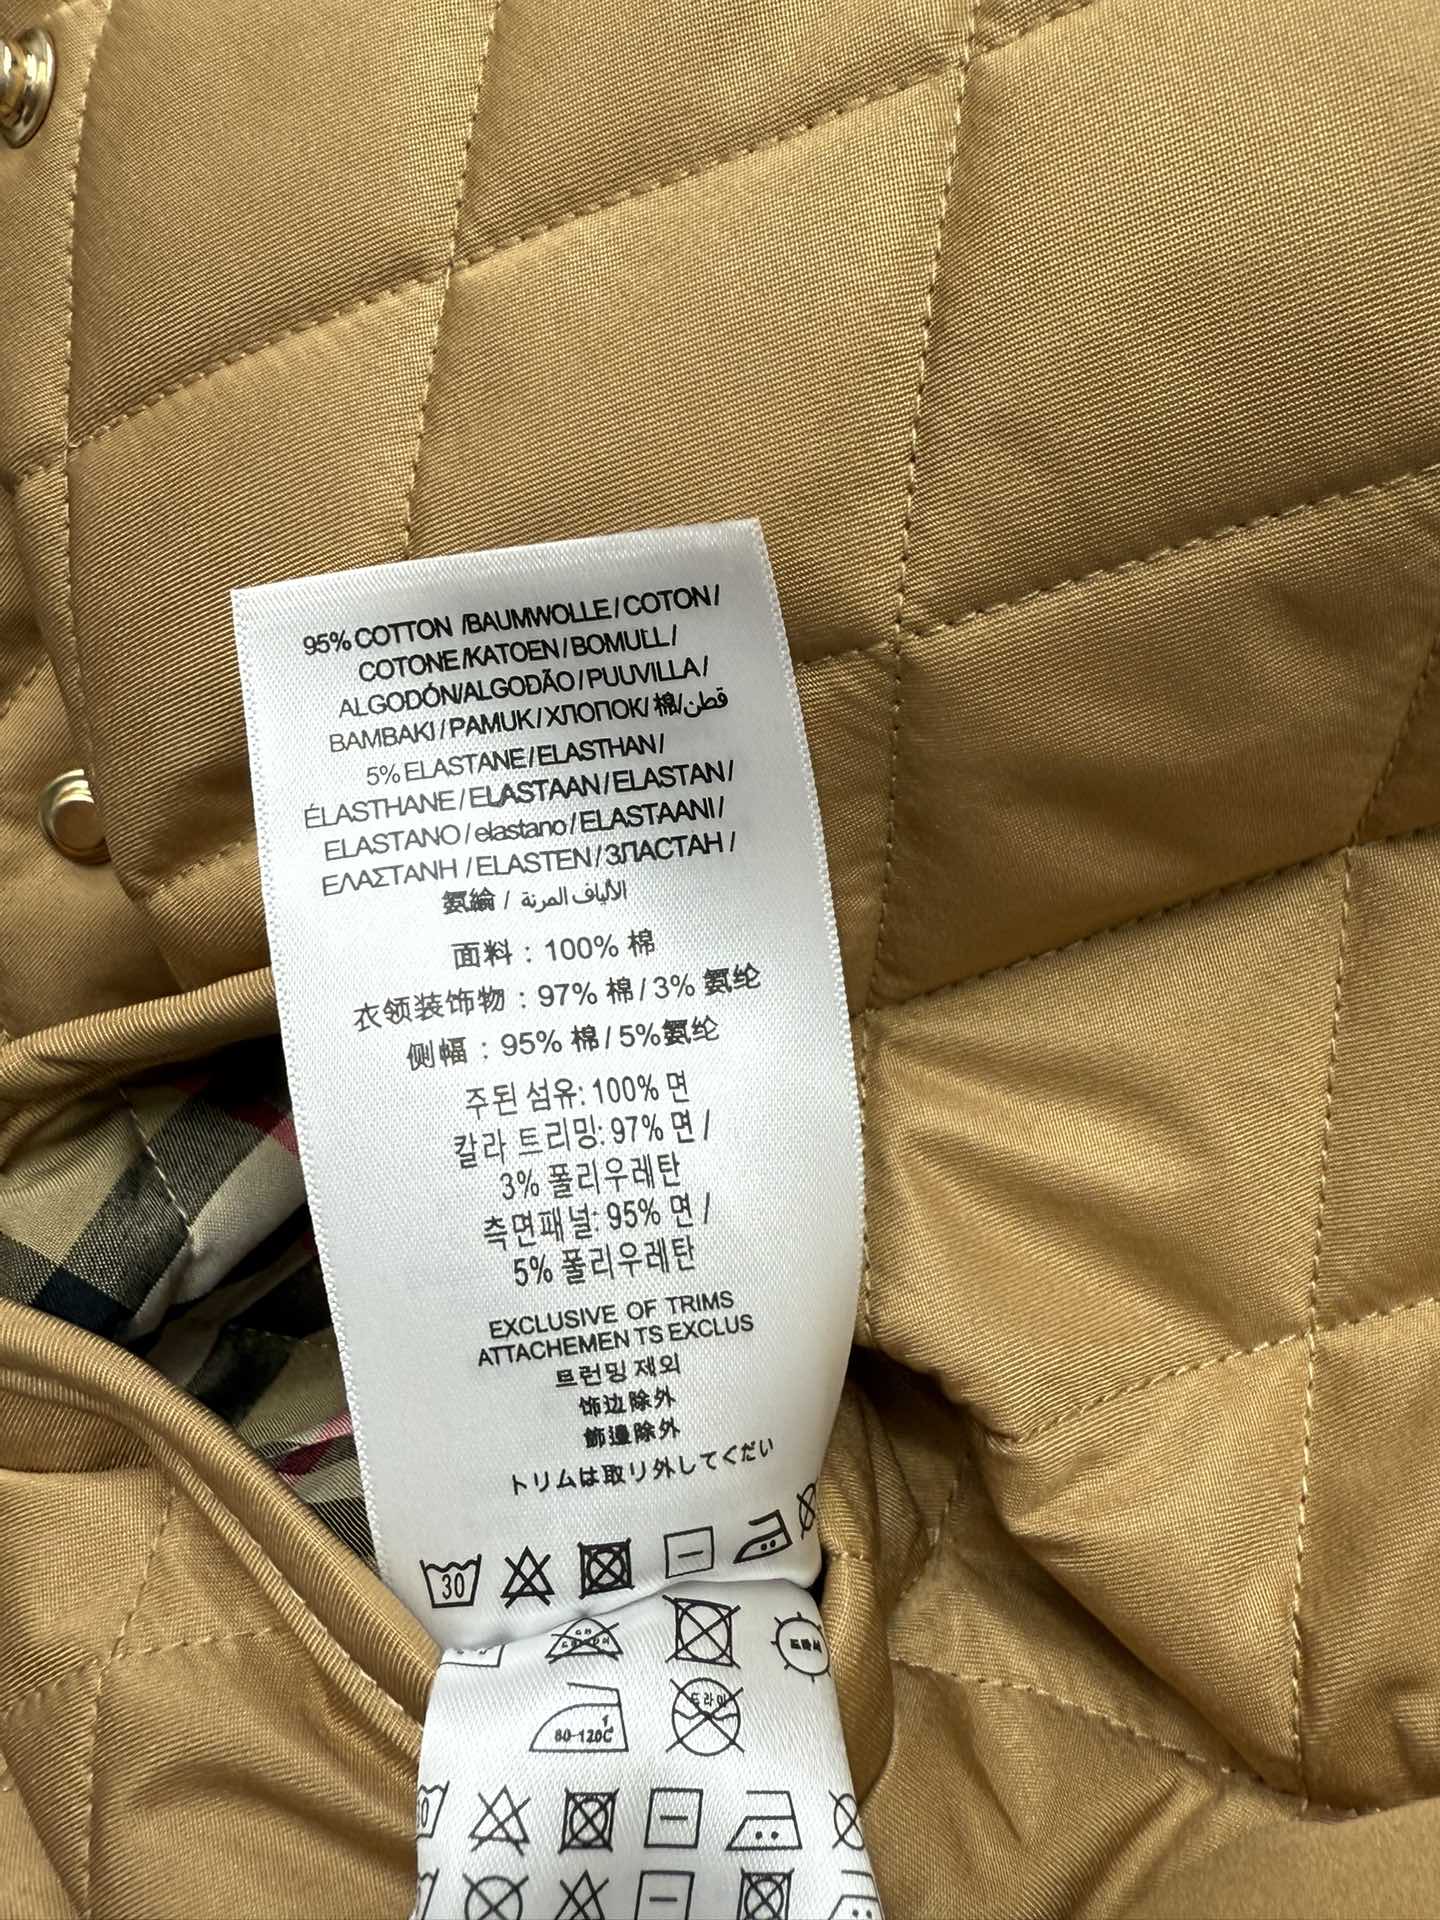 95% COTTON /BAUMWOLLE/COTON/
COTONE/KATOEN/BOMULL/
ALGODÓN/ALGODÃO/PUUVILLA/
BAMBAKI/PAMUK/ХЛОПОК/棉/قطن
5% ELASTANE/ELASTHAN/
ÉLASTHANE/ELASTAAN/ELASTAN/
ELASTANO/elastano/ELASTAANI/
ΕΛΑΣΤΑΝΗ/ELASTEN/ЗПАСТАН/
氨綸 / الألياف المرنة
面料：100% 棉
衣领装饰物：97% 棉/3% 氨纶
侧幅：95% 棉/5%氨纶
주된 섬유: 100% 면
칼라 트리밍: 97% 면 /
3% 폴리우레탄
측면패널: 95% 면 /
5% 폴리우레탄
EXCLUSIVE OF TRIMS
ATTACHEMEN TS EXCLUS
트런밍 제외
饰边除外
飾邊除外
トリムは取り外してくだい
30
드라이
80-120C